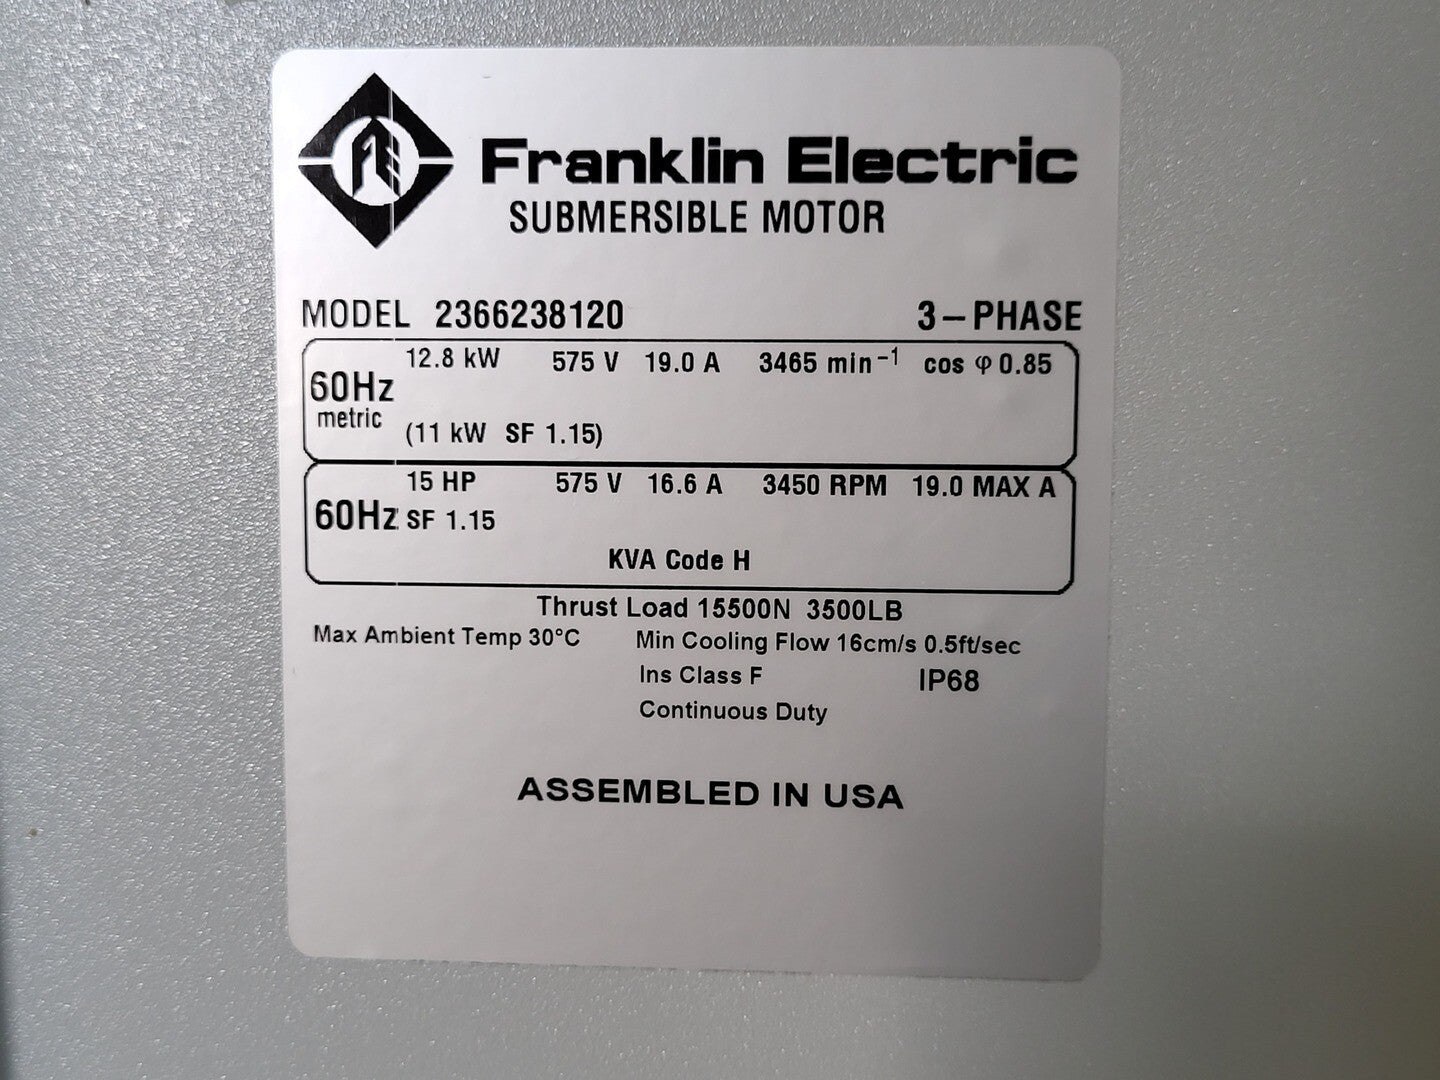 FE
Franklin Electric
SUBMERSIBLE MOTOR
MODEL 2366238120 3-PHASE
60Hz metric 12.8 kW 575 V 19.0 A 3465 min⁻¹ cos φ 0.85
(11 kW SF 1.15)
15 HP 575 V 16.6 A 3450 RPM 19.0 MAX A
60Hz SF 1.15
KVA Code H
Thrust Load 15500N 3500LB
Max Ambient Temp 30°C Min Cooling Flow 16cm/s 0.5ft/sec
Ins Class F IP68
Continuous Duty
ASSEMBLED IN USA